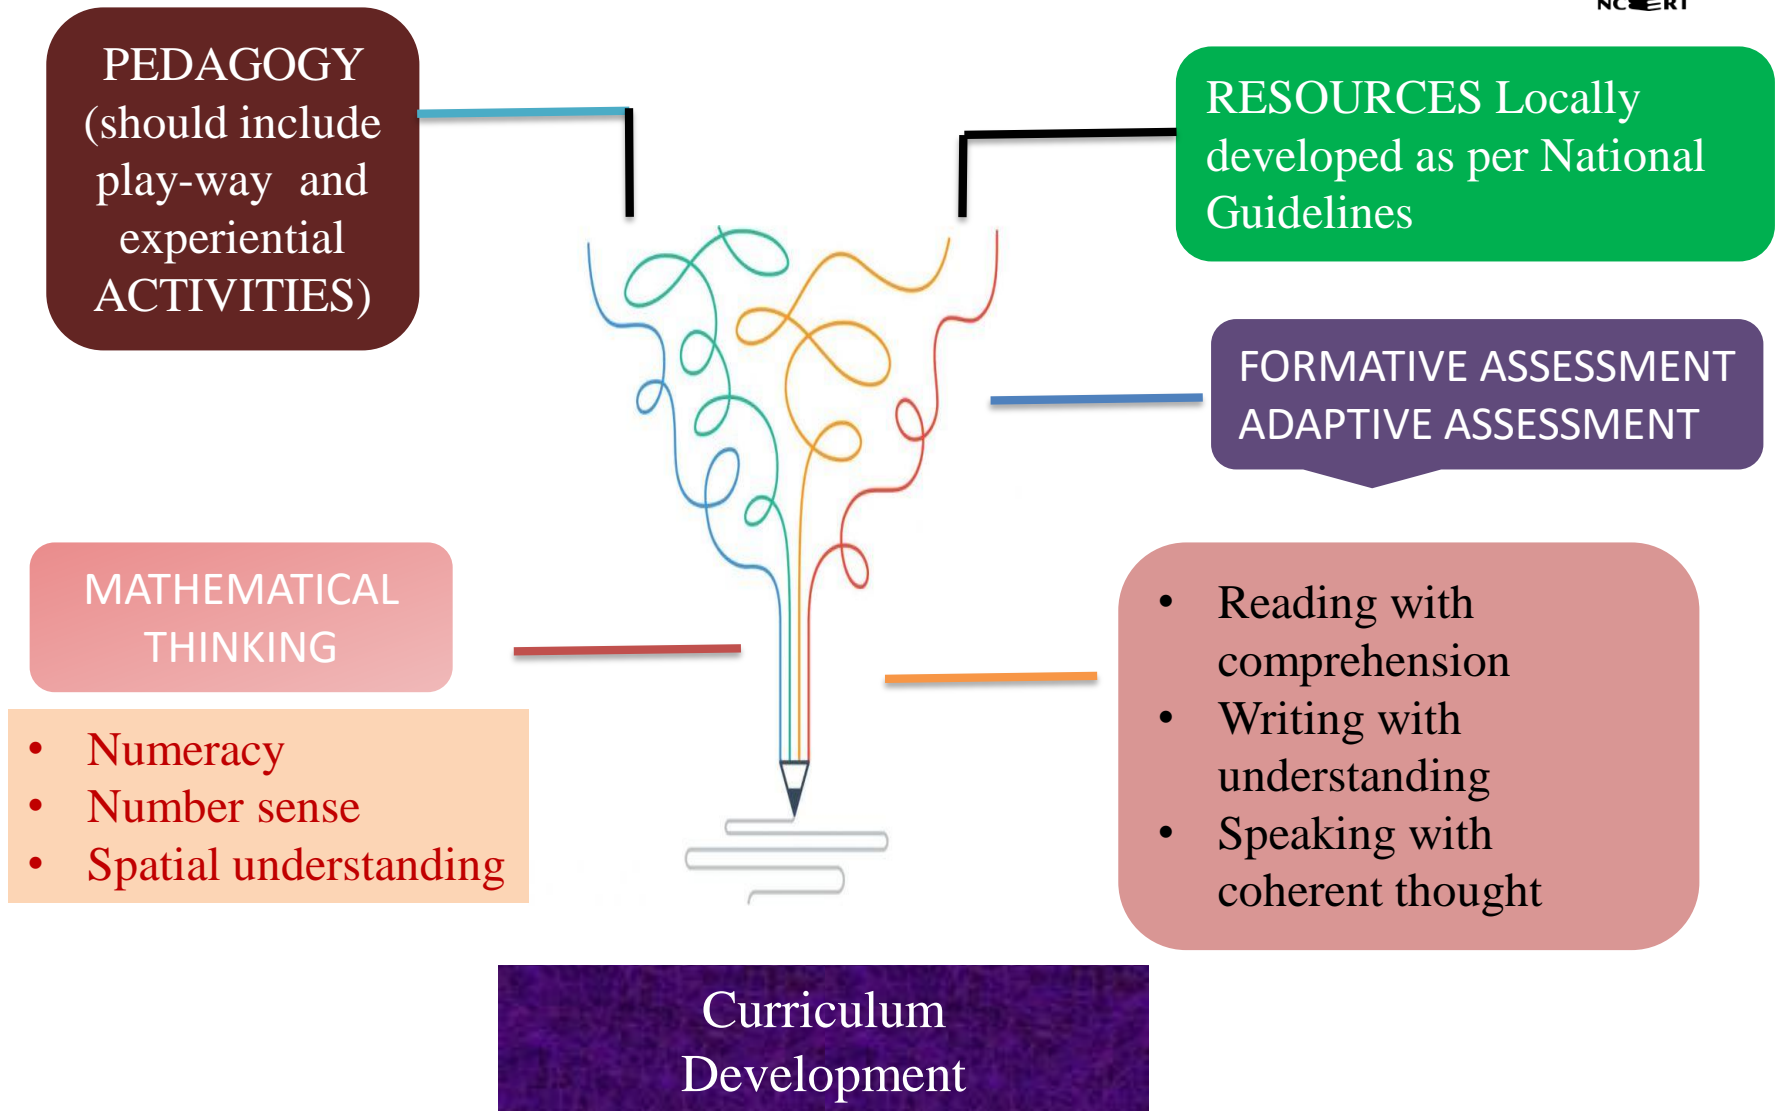 NCERT
PEDAGOGY
(should include
play-way and
experiential
ACTIVITIES)
RESOURCES Locally
developed as per National
Guidelines
FORMATIVE ASSESSMENT
ADAPTIVE ASSESSMENT
MATHEMATICAL
THINKING
• Numeracy
• Number sense
• Spatial understanding
• Reading with
comprehension
• Writing with
understanding
• Speaking with
coherent thought
Curriculum
Development